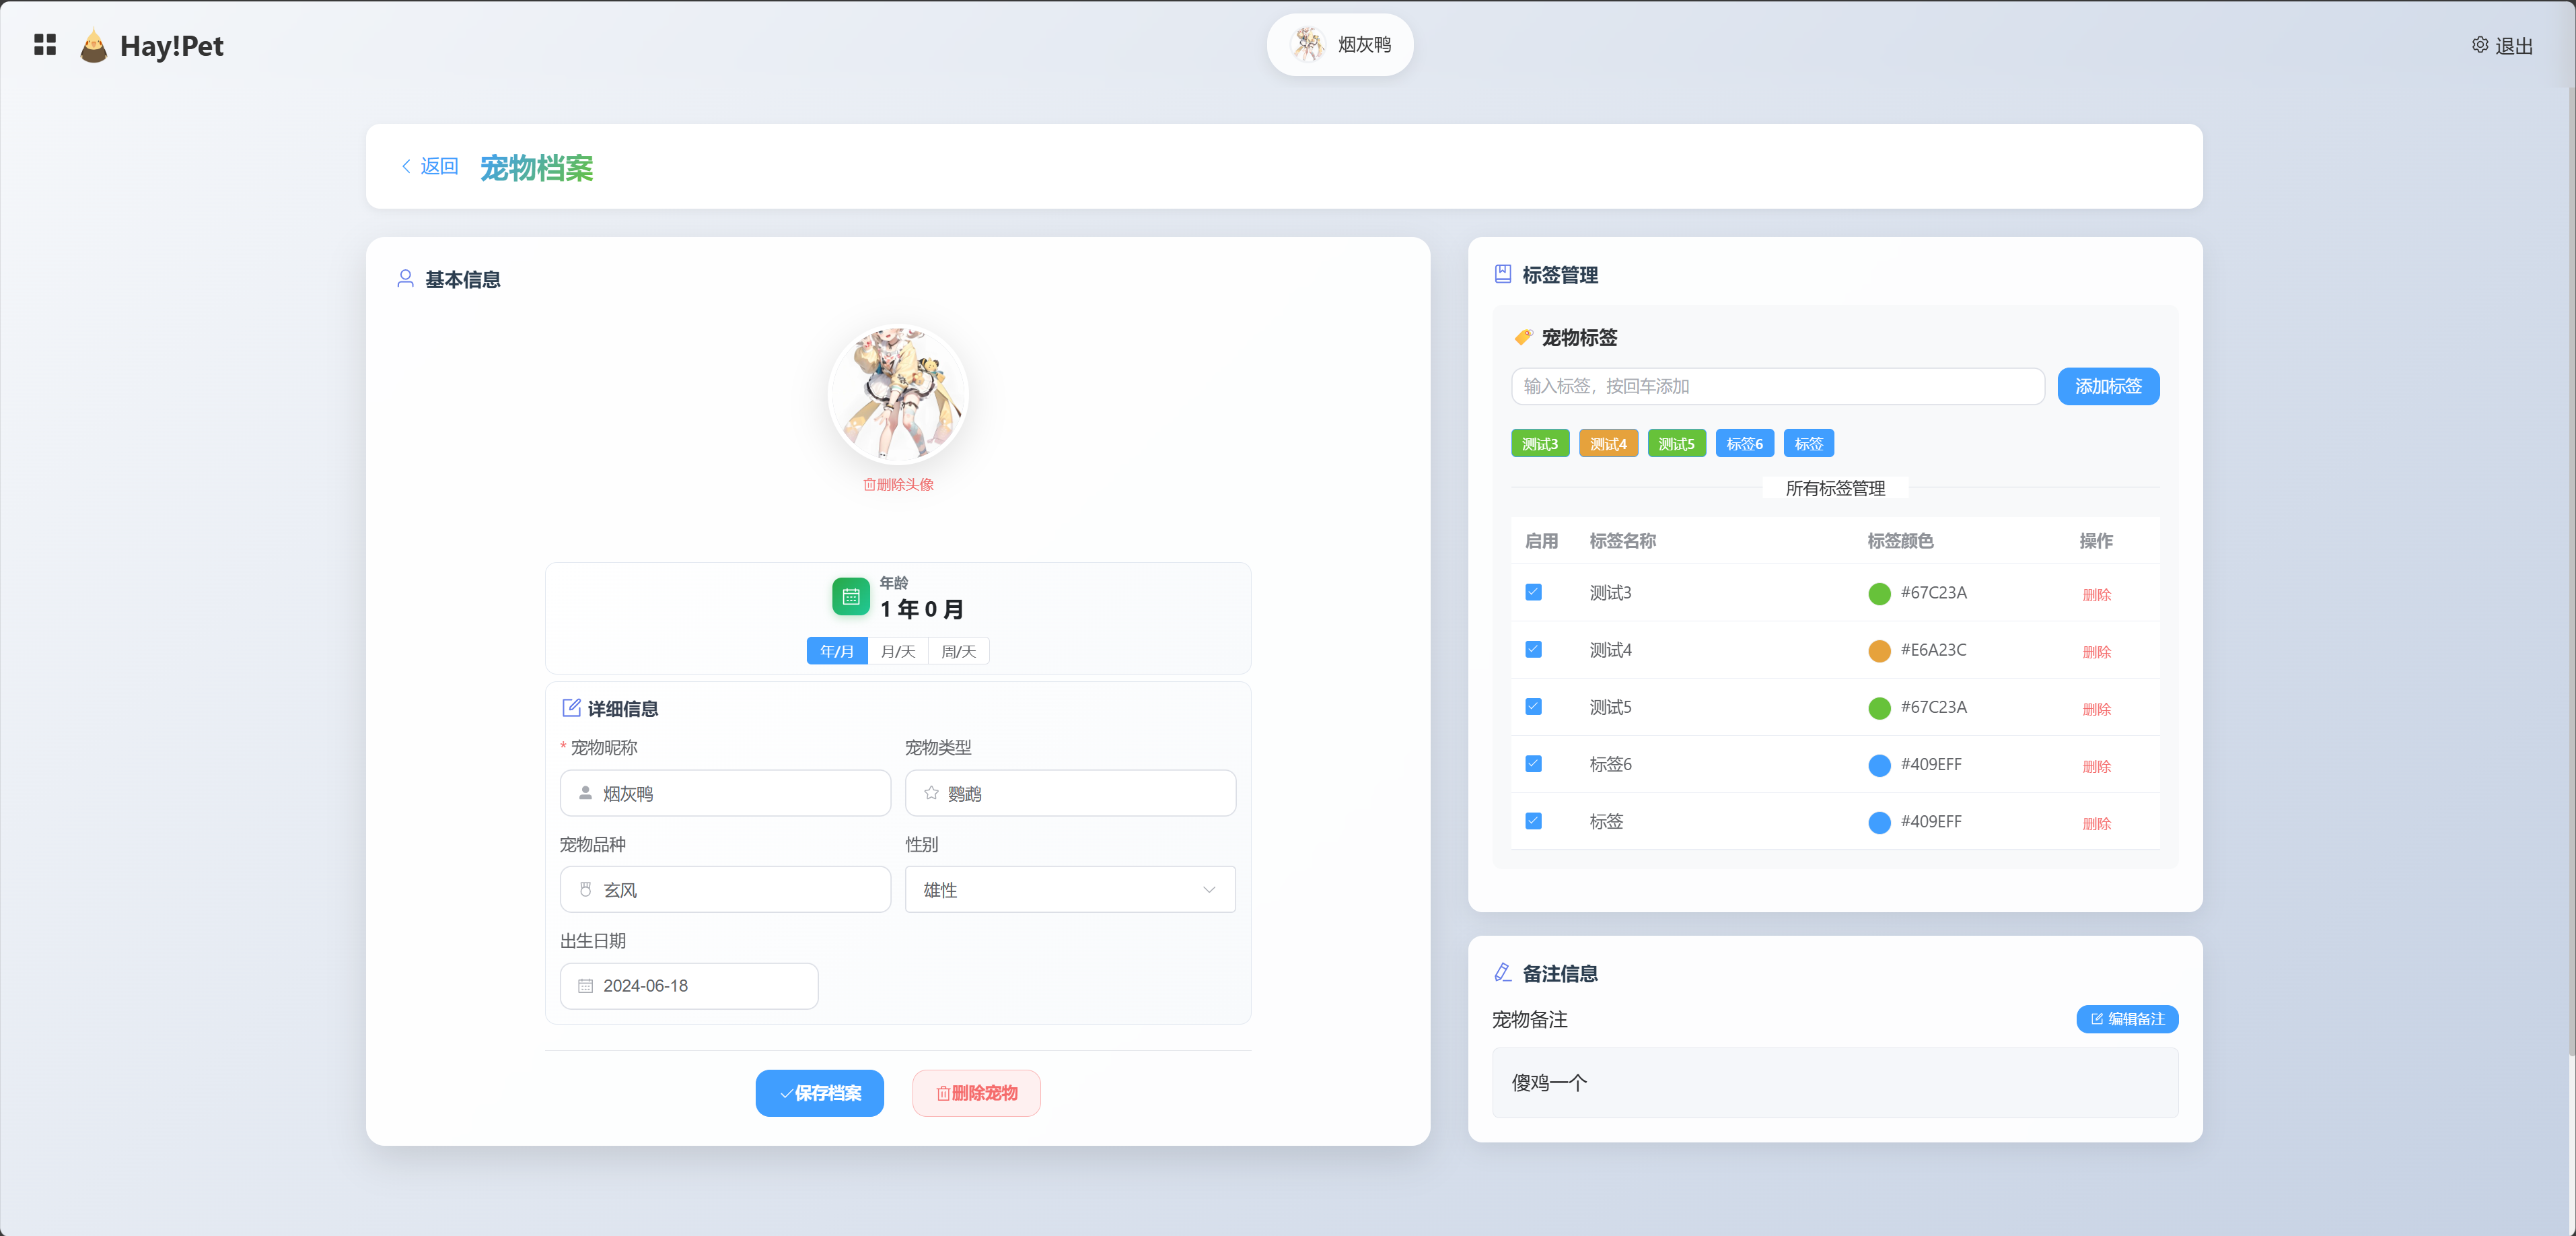 Hay!Pet
烟灰鸭
退出
返回 宠物档案
基本信息
删除头像
年龄
1 年 0 月
年/月 月/天 周/天
详细信息
* 宠物昵称 宠物类型
烟灰鸭 鹦鹉
宠物品种 性别
玄风 雄性
出生日期
2024-06-18
保存档案 删除宠物
标签管理
宠物标签
输入标签，按回车添加 添加标签
测试3 测试4 测试5 标签6 标签
所有标签管理
启用 标签名称 标签颜色 操作
测试3 #67C23A 删除
测试4 #E6A23C 删除
测试5 #67C23A 删除
标签6 #409EFF 删除
标签 #409EFF 删除
备注信息
宠物备注 编辑备注
傻鸡一个